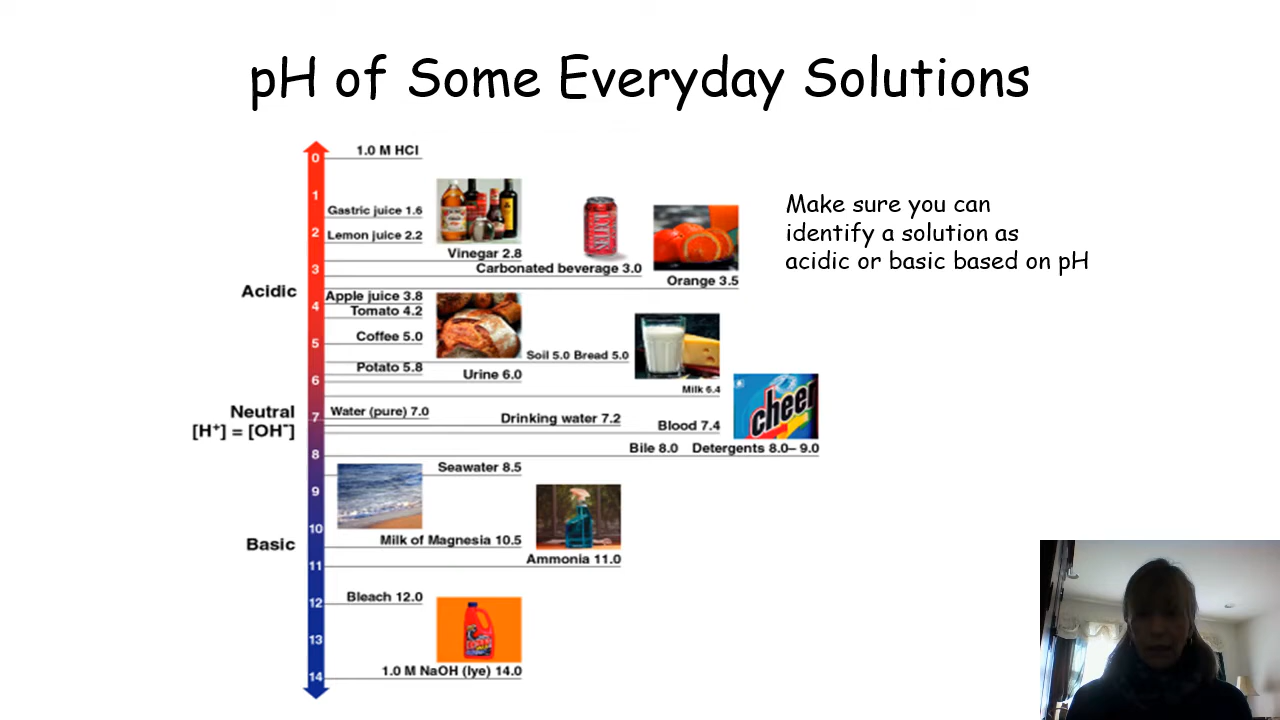 pH of Some Everyday Solutions
0
1.0 M HCl
1
Gastric juice 1.6
2
Lemon juice 2.2
Vinegar 2.8
SELECT
3
Carbonated beverage 3.0
Orange 3.5
Make sure you can
identify a solution as
acidic or basic based on pH
Acidic
Apple juice 3.8
4
Tomato 4.2
5
Coffee 5.0
Soil 5.0 Bread 5.0
Potato 5.8
6
Urine 6.0
Milk 6.4
cheer
Neutral
[H⁺] = [OH⁻]
7
Water (pure) 7.0
Drinking water 7.2
Blood 7.4
8
Bile 8.0 Detergents 8.0– 9.0
Seawater 8.5
9
10
Basic
Milk of Magnesia 10.5
11
Ammonia 11.0
12
Bleach 12.0
13
14
1.0 M NaOH (lye) 14.0